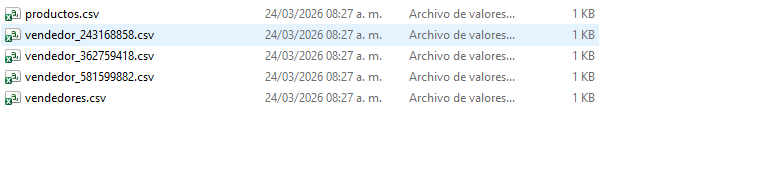 productos.csv 24/03/2026 08:27 a. m. Archivo de valores... 1 KB
vendedor_243168858.csv 24/03/2026 08:27 a. m. Archivo de valores... 1 KB
vendedor_362759418.csv 24/03/2026 08:27 a. m. Archivo de valores... 1 KB
vendedor_581599882.csv 24/03/2026 08:27 a. m. Archivo de valores... 1 KB
vendedores.csv 24/03/2026 08:27 a. m. Archivo de valores... 1 KB